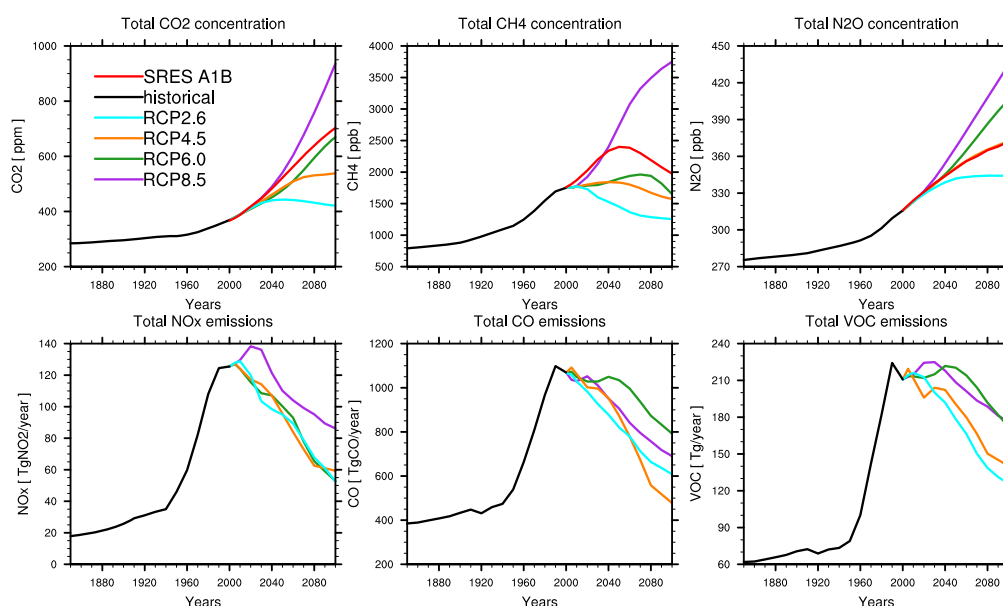 Total CO2 concentration
CO2 [ ppm ]
1000
800
600
400
200
SRES A1B
historical
RCP2.6
RCP4.5
RCP6.0
RCP8.5
1880 1920 1960 2000 2040 2080
Years
Total CH4 concentration
CH4 [ ppb ]
4000
3500
3000
2500
2000
1500
1000
500
1880 1920 1960 2000 2040 2080
Years
Total N2O concentration
N2O [ ppb ]
450
420
390
360
330
300
270
1880 1920 1960 2000 2040 2080
Years
Total NOx emissions
NOx [ TgNO2/year ]
140
120
100
80
60
40
20
0
1880 1920 1960 2000 2040 2080
Years
Total CO emissions
CO [ TgCO/year ]
1200
1000
800
600
400
200
1880 1920 1960 2000 2040 2080
Years
Total VOC emissions
VOC [ Tg/year ]
240
210
180
150
120
90
60
1880 1920 1960 2000 2040 2080
Years